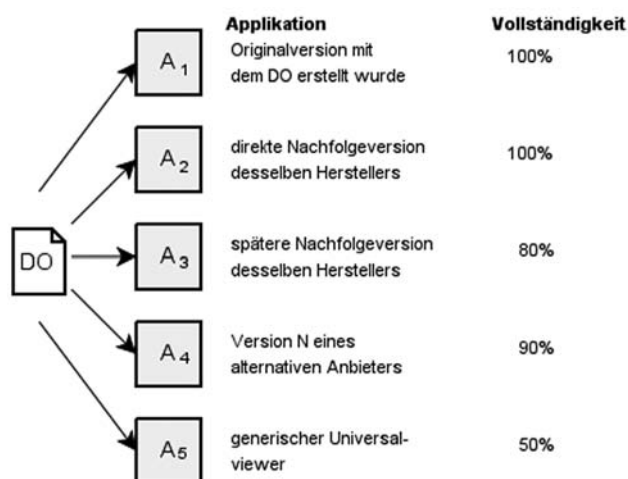 Applikation Vollständigkeit
A1 Originalversion mit 100%
dem DO erstellt wurde
A2 direkte Nachfolgeversion 100%
desselben Herstellers
DO A3 spätere Nachfolgeversion 80%
desselben Herstellers
A4 Version N eines 90%
alternativen Anbieters
A5 generischer Universal- 50%
viewer